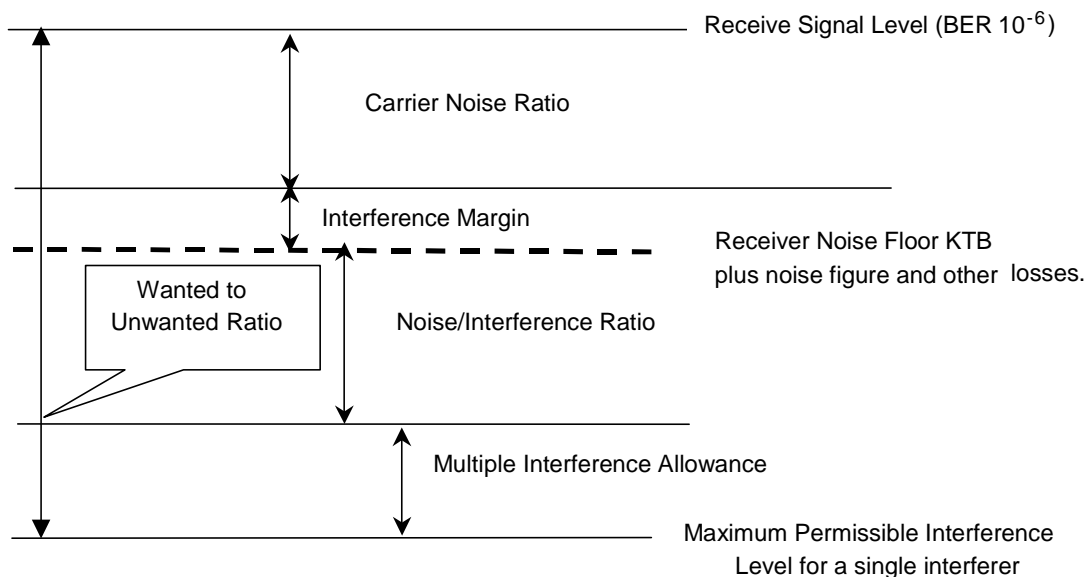 Receive Signal Level (BER 10⁻⁶)
Carrier Noise Ratio
Interference Margin
Receiver Noise Floor KTB
plus noise figure and other losses.
Wanted to
Unwanted Ratio
Noise/Interference Ratio
Multiple Interference Allowance
Maximum Permissible Interference
Level for a single interferer